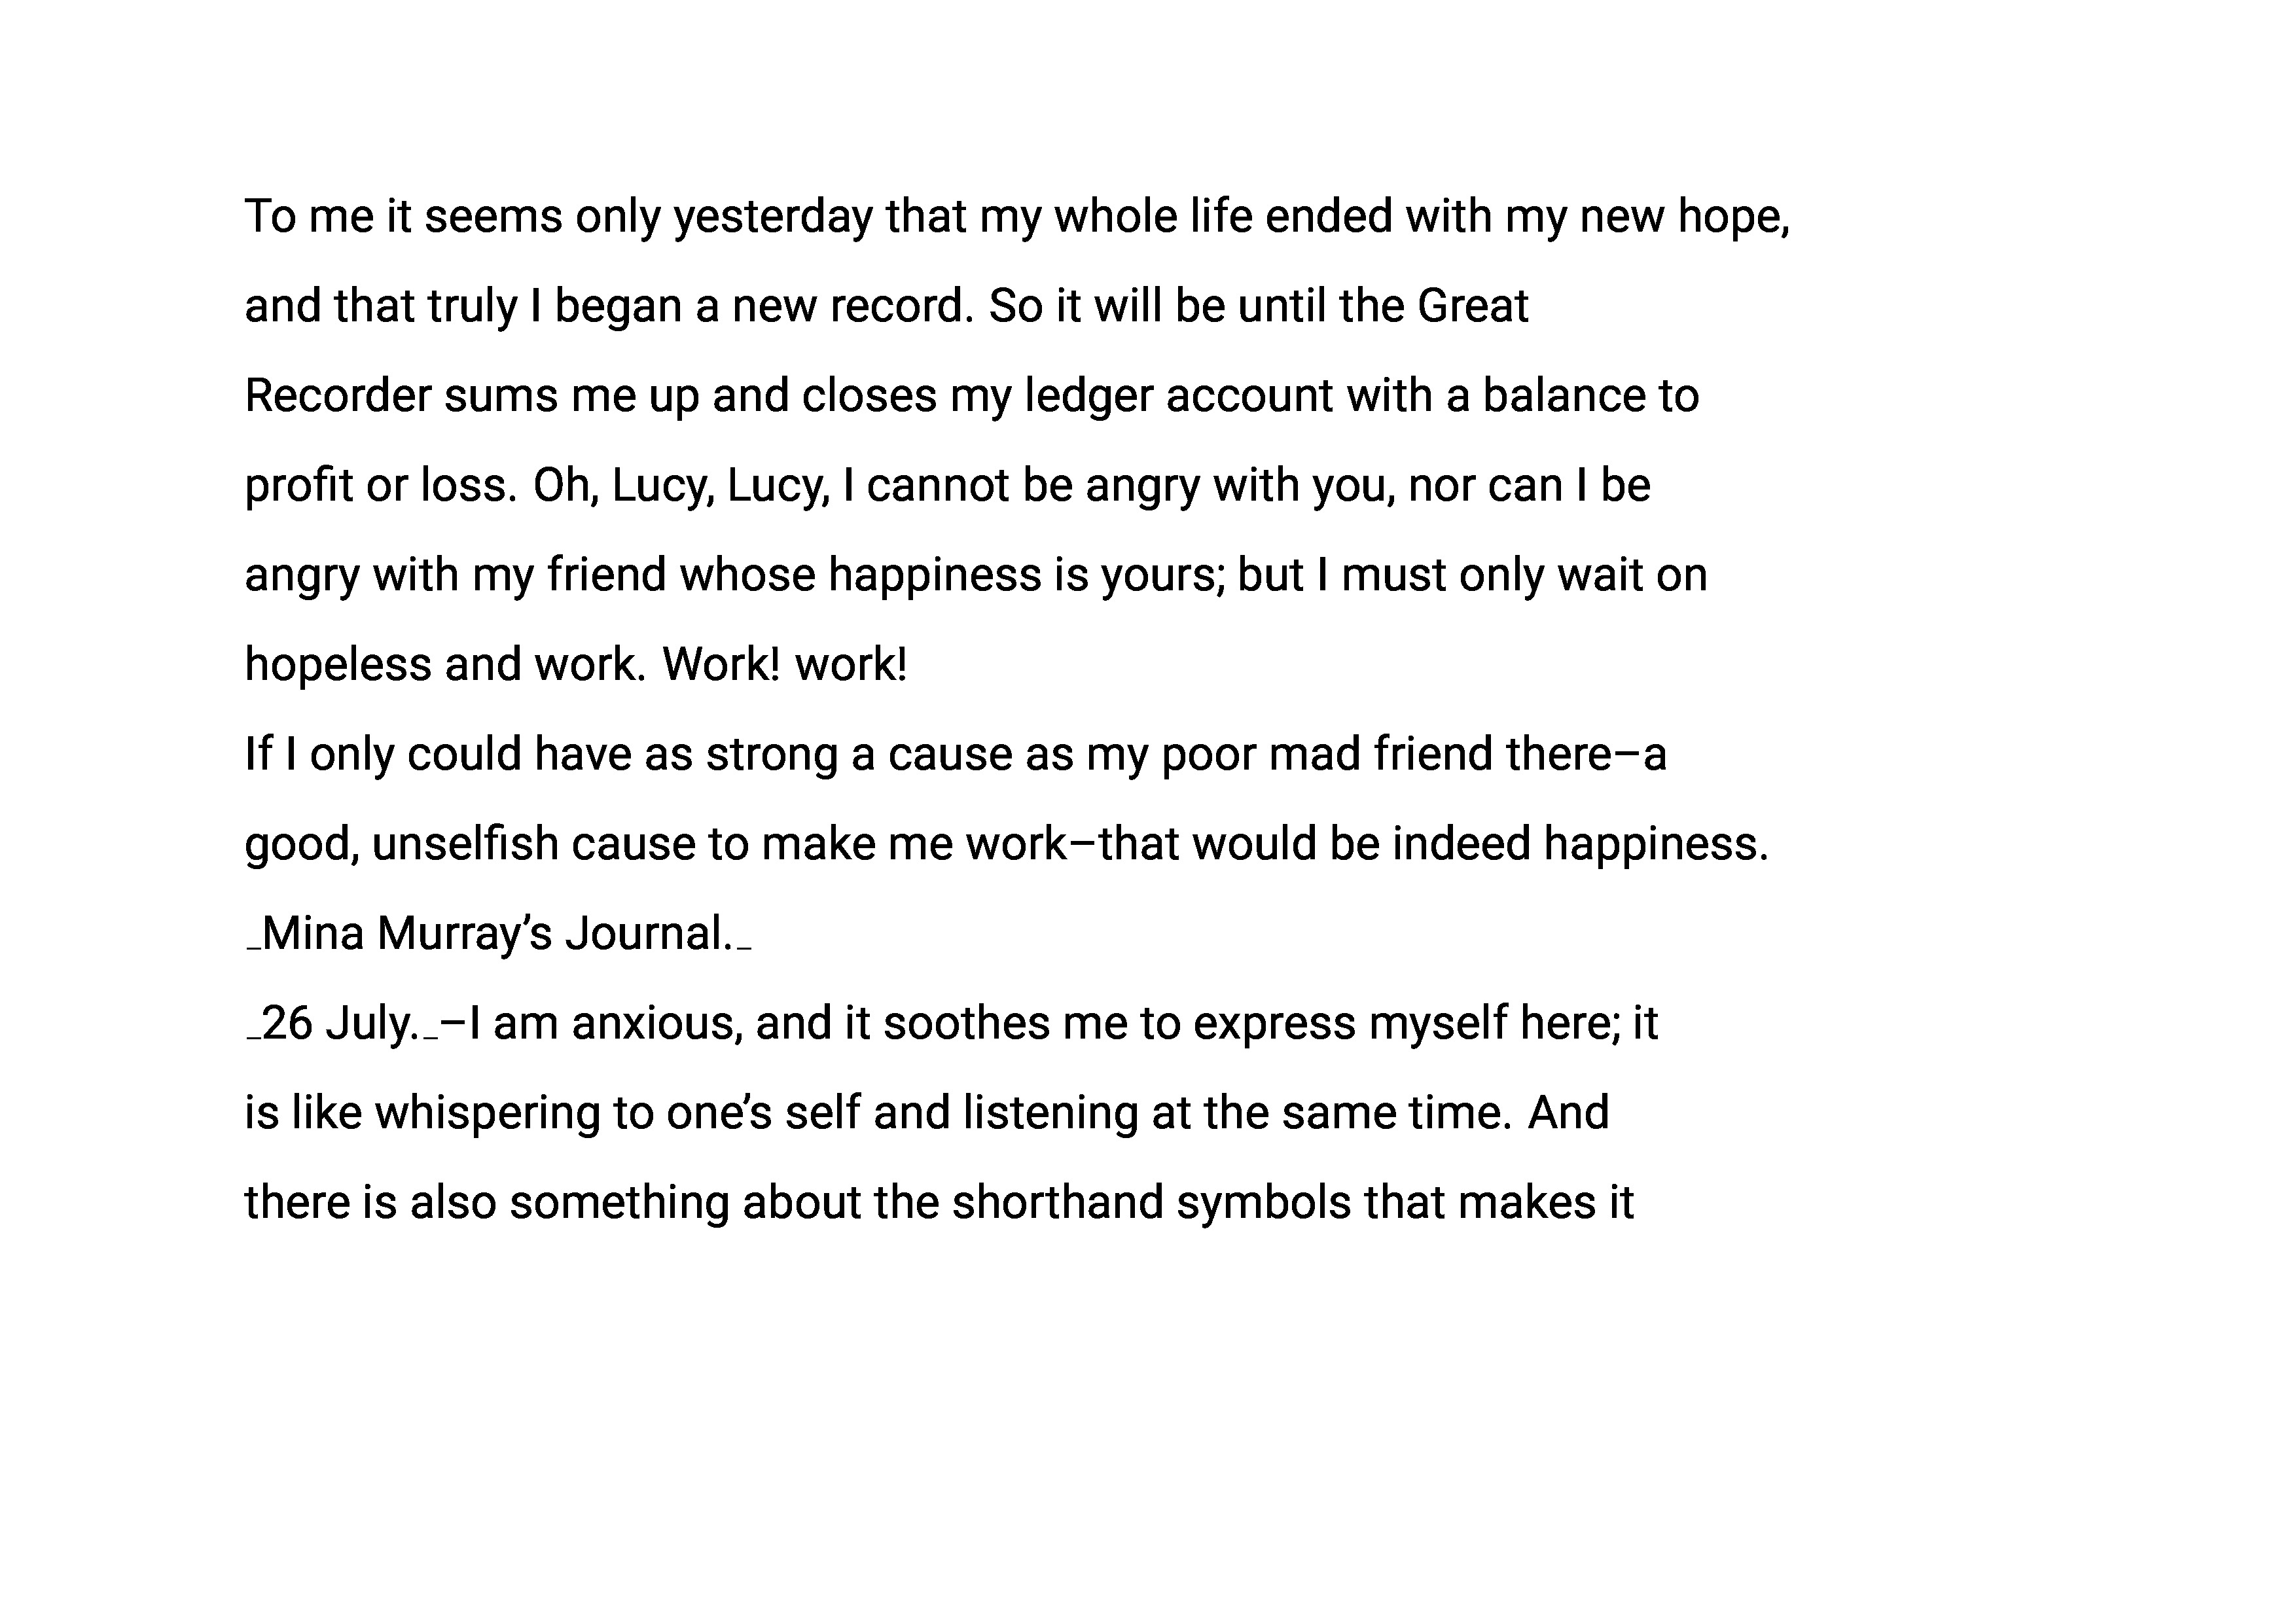 To me it seems only yesterday that my whole life ended with my new hope,
and that truly I began a new record. So it will be until the Great
Recorder sums me up and closes my ledger account with a balance to
profit or loss. Oh, Lucy, Lucy, I cannot be angry with you, nor can I be
angry with my friend whose happiness is yours; but I must only wait on
hopeless and work. Work! work!
If I only could have as strong a cause as my poor mad friend there–a
good, unselfish cause to make me work–that would be indeed happiness.
_Mina Murray’s Journal._
_26 July._–I am anxious, and it soothes me to express myself here; it
is like whispering to one’s self and listening at the same time. And
there is also something about the shorthand symbols that makes it